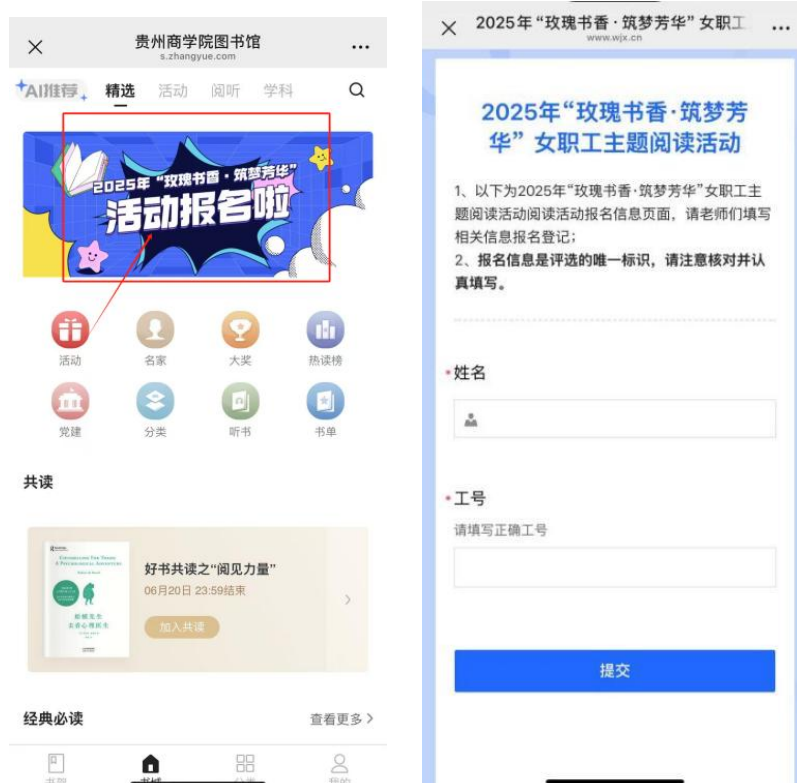 贵州商学院图书馆
s.zhangyue.com
AI推荐 精选 活动 阅听 学科
2025年 “玫瑰书香·筑梦芳华”
活动报名啦
活动 名家 大奖 热读榜
党建 分类 听书 书单
共读
蛤蟆先生
去看心理医生
好书共读之“阅见力量”
06月20日 23:59结束
加入共读
经典必读 查看更多
2025年“玫瑰书香·筑梦芳华” 女职工
www.wjx.cn
2025年“玫瑰书香·筑梦芳
华” 女职工主题阅读活动
1、以下为2025年“玫瑰书香·筑梦芳华”女职工主
题阅读活动阅读活动报名信息页面，请老师们填写
相关信息报名登记；
2、报名信息是评选的唯一标识，请注意核对并认
真填写。
*姓名
*工号
请填写正确工号
提交